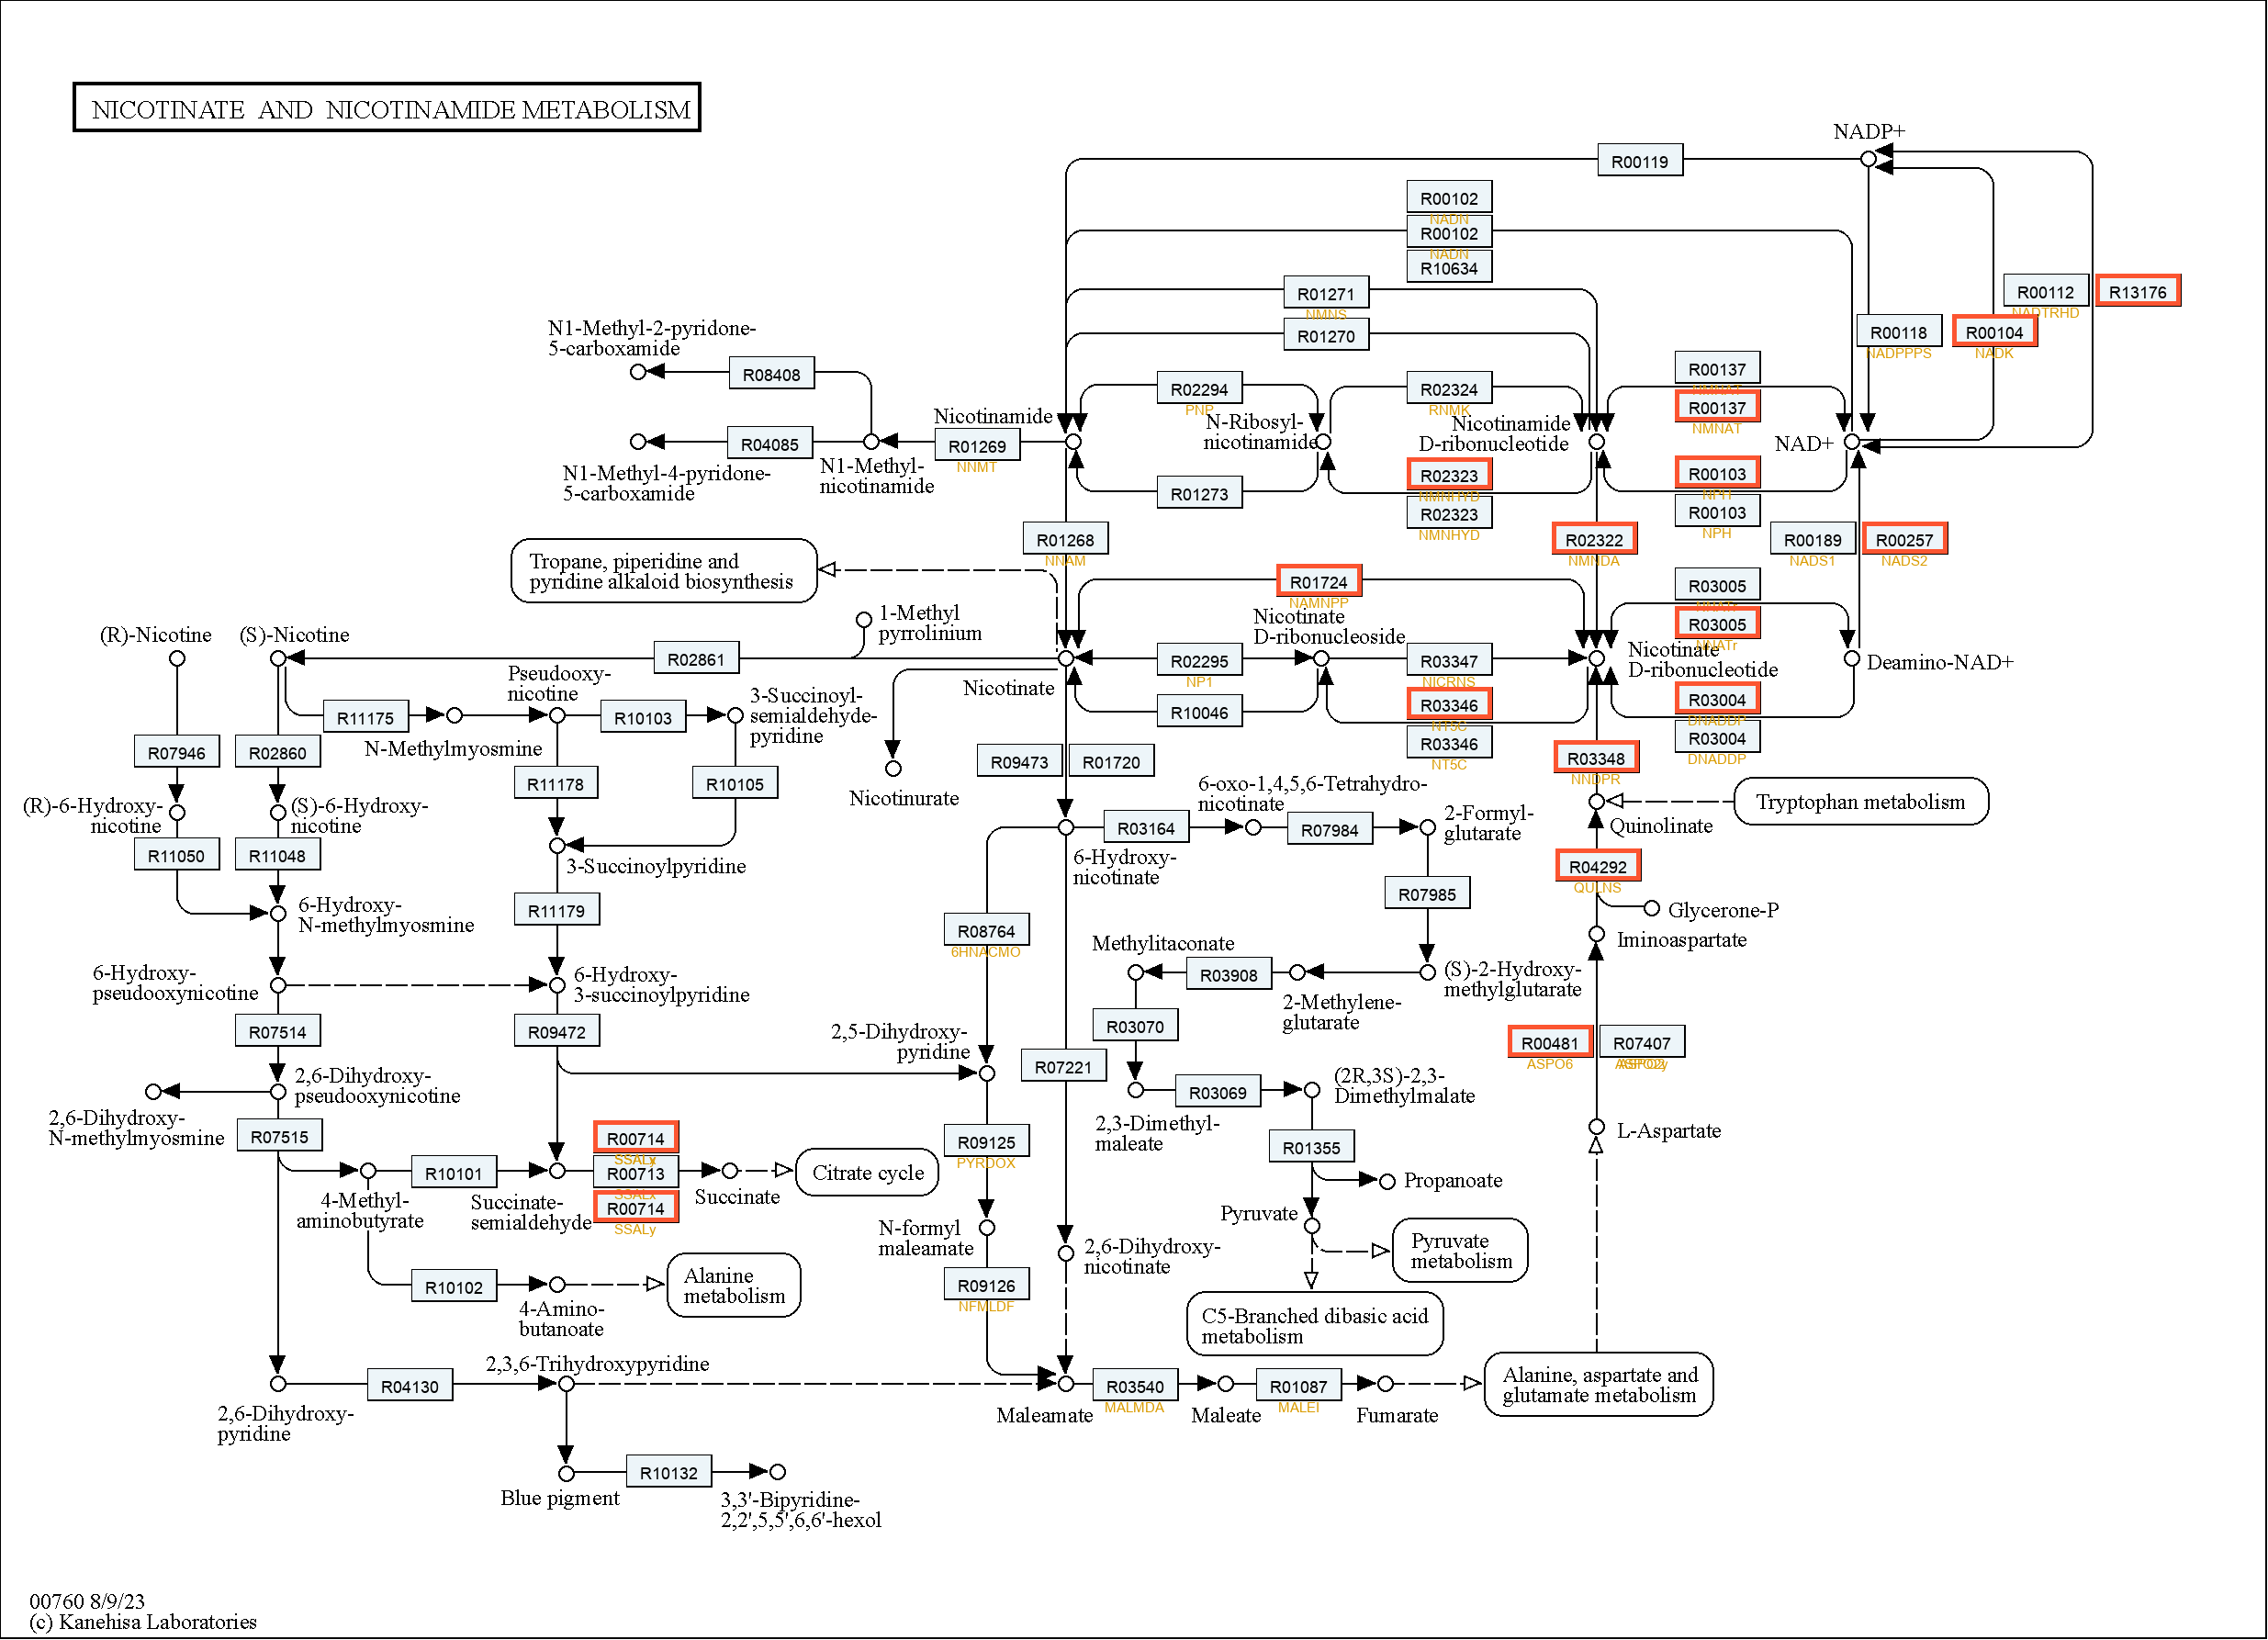 NICOTINATE AND NICOTINAMIDE METABOLISM
NADP+
R00119
R00102
NADN
R00102
NADN
R10634
R01271
NMNS
R01270
R00112
NADTRHD
R13176
R00118
NADPPPS
R00104
NADK
N1-Methyl-2-pyridone-
5-carboxamide
R08408
R02294
PNP
R02324
RNMK
R00137
R00137
NMNAT
Nicotinamide
N-Ribosyl-
nicotinamide
Nicotinamide
D-ribonucleotide
NAD+
R04085
R01269
NNMT
N1-Methyl-4-pyridone-
5-carboxamide
N1-Methyl-
nicotinamide
R01273
R02323
NMNHYD
R02323
NMNHYD
R00103
NPH
R00103
NPH
R01268
NNAM
R02322
NMNDA
R00189
NADS1
R00257
NADS2
Tropane, piperidine and
pyridine alkaloid biosynthesis
R01724
NAMNPP
R03005
R03005
NNATr
(R)-Nicotine
(S)-Nicotine
1-Methyl
pyrrolinium
Nicotinate
D-ribonucleoside
R02861
R02295
NP1
R03347
NICRNS
Nicotinate
D-ribonucleotide
Deamino-NAD+
Pseudooxy-
nicotine
Nicotinate
R11175
R10103
3-Succinoyl-
semialdehyde-
pyridine
R10046
R03346
NT5C
R03346
NT5C
R03004
DNADDP
R03004
DNADDP
N-Methylmyosmine
R07946
R02860
R11178
R10105
R09473
R01720
R03348
NNDPR
Nicotinurate
6-oxo-1,4,5,6-Tetrahydro-
nicotinate
Tryptophan metabolism
(R)-6-Hydroxy-
nicotine
(S)-6-Hydroxy-
nicotine
R03164
R07984
2-Formyl-
glutarate
Quinolinate
R11050
R11048
3-Succinoylpyridine
6-Hydroxy-
nicotinate
R04292
QULNS
R07985
6-Hydroxy-
N-methylmyosmine
R11179
R08764
6HNACMO
Glycerone-P
Iminoaspartate
Methylitaconate
R03908
(S)-2-Hydroxy-
methylglutarate
6-Hydroxy-
pseudooxynicotine
6-Hydroxy-
3-succinoylpyridine
2-Methylene-
glutarate
R07514
R09472
2,5-Dihydroxy-
pyridine
R03070
R07221
R00481
ASPO6
R07407
2,6-Dihydroxy-
pseudooxynicotine
R03069
(2R,3S)-2,3-
Dimethylmalate
2,6-Dihydroxy-
N-methylmyosmine
R07515
2,3-Dimethyl-
maleate
L-Aspartate
R00714
SSALy
R09125
PYRDOX
R01355
R10101
R00713
SSALx
R00714
SSALy
Citrate cycle
Propanoate
4-Methyl-
aminobutyrate
Succinate-
semialdehyde
Succinate
N-formyl
maleamate
Pyruvate
Pyruvate
metabolism
2,6-Dihydroxy-
nicotinate
R10102
Alanine
metabolism
R09126
NFMLDF
4-Amino-
butanoate
C5-Branched dibasic acid
metabolism
2,3,6-Trihydroxypyridine
R04130
R03540
MALMDA
R01087
MALEI
Alanine, aspartate and
glutamate metabolism
2,6-Dihydroxy-
pyridine
Maleamate
Maleate
Fumarate
R10132
Blue pigment
3,3'-Bipyridine-
2,2',5,5',6,6'-hexol
00760 8/9/23
(c) Kanehisa Laboratories